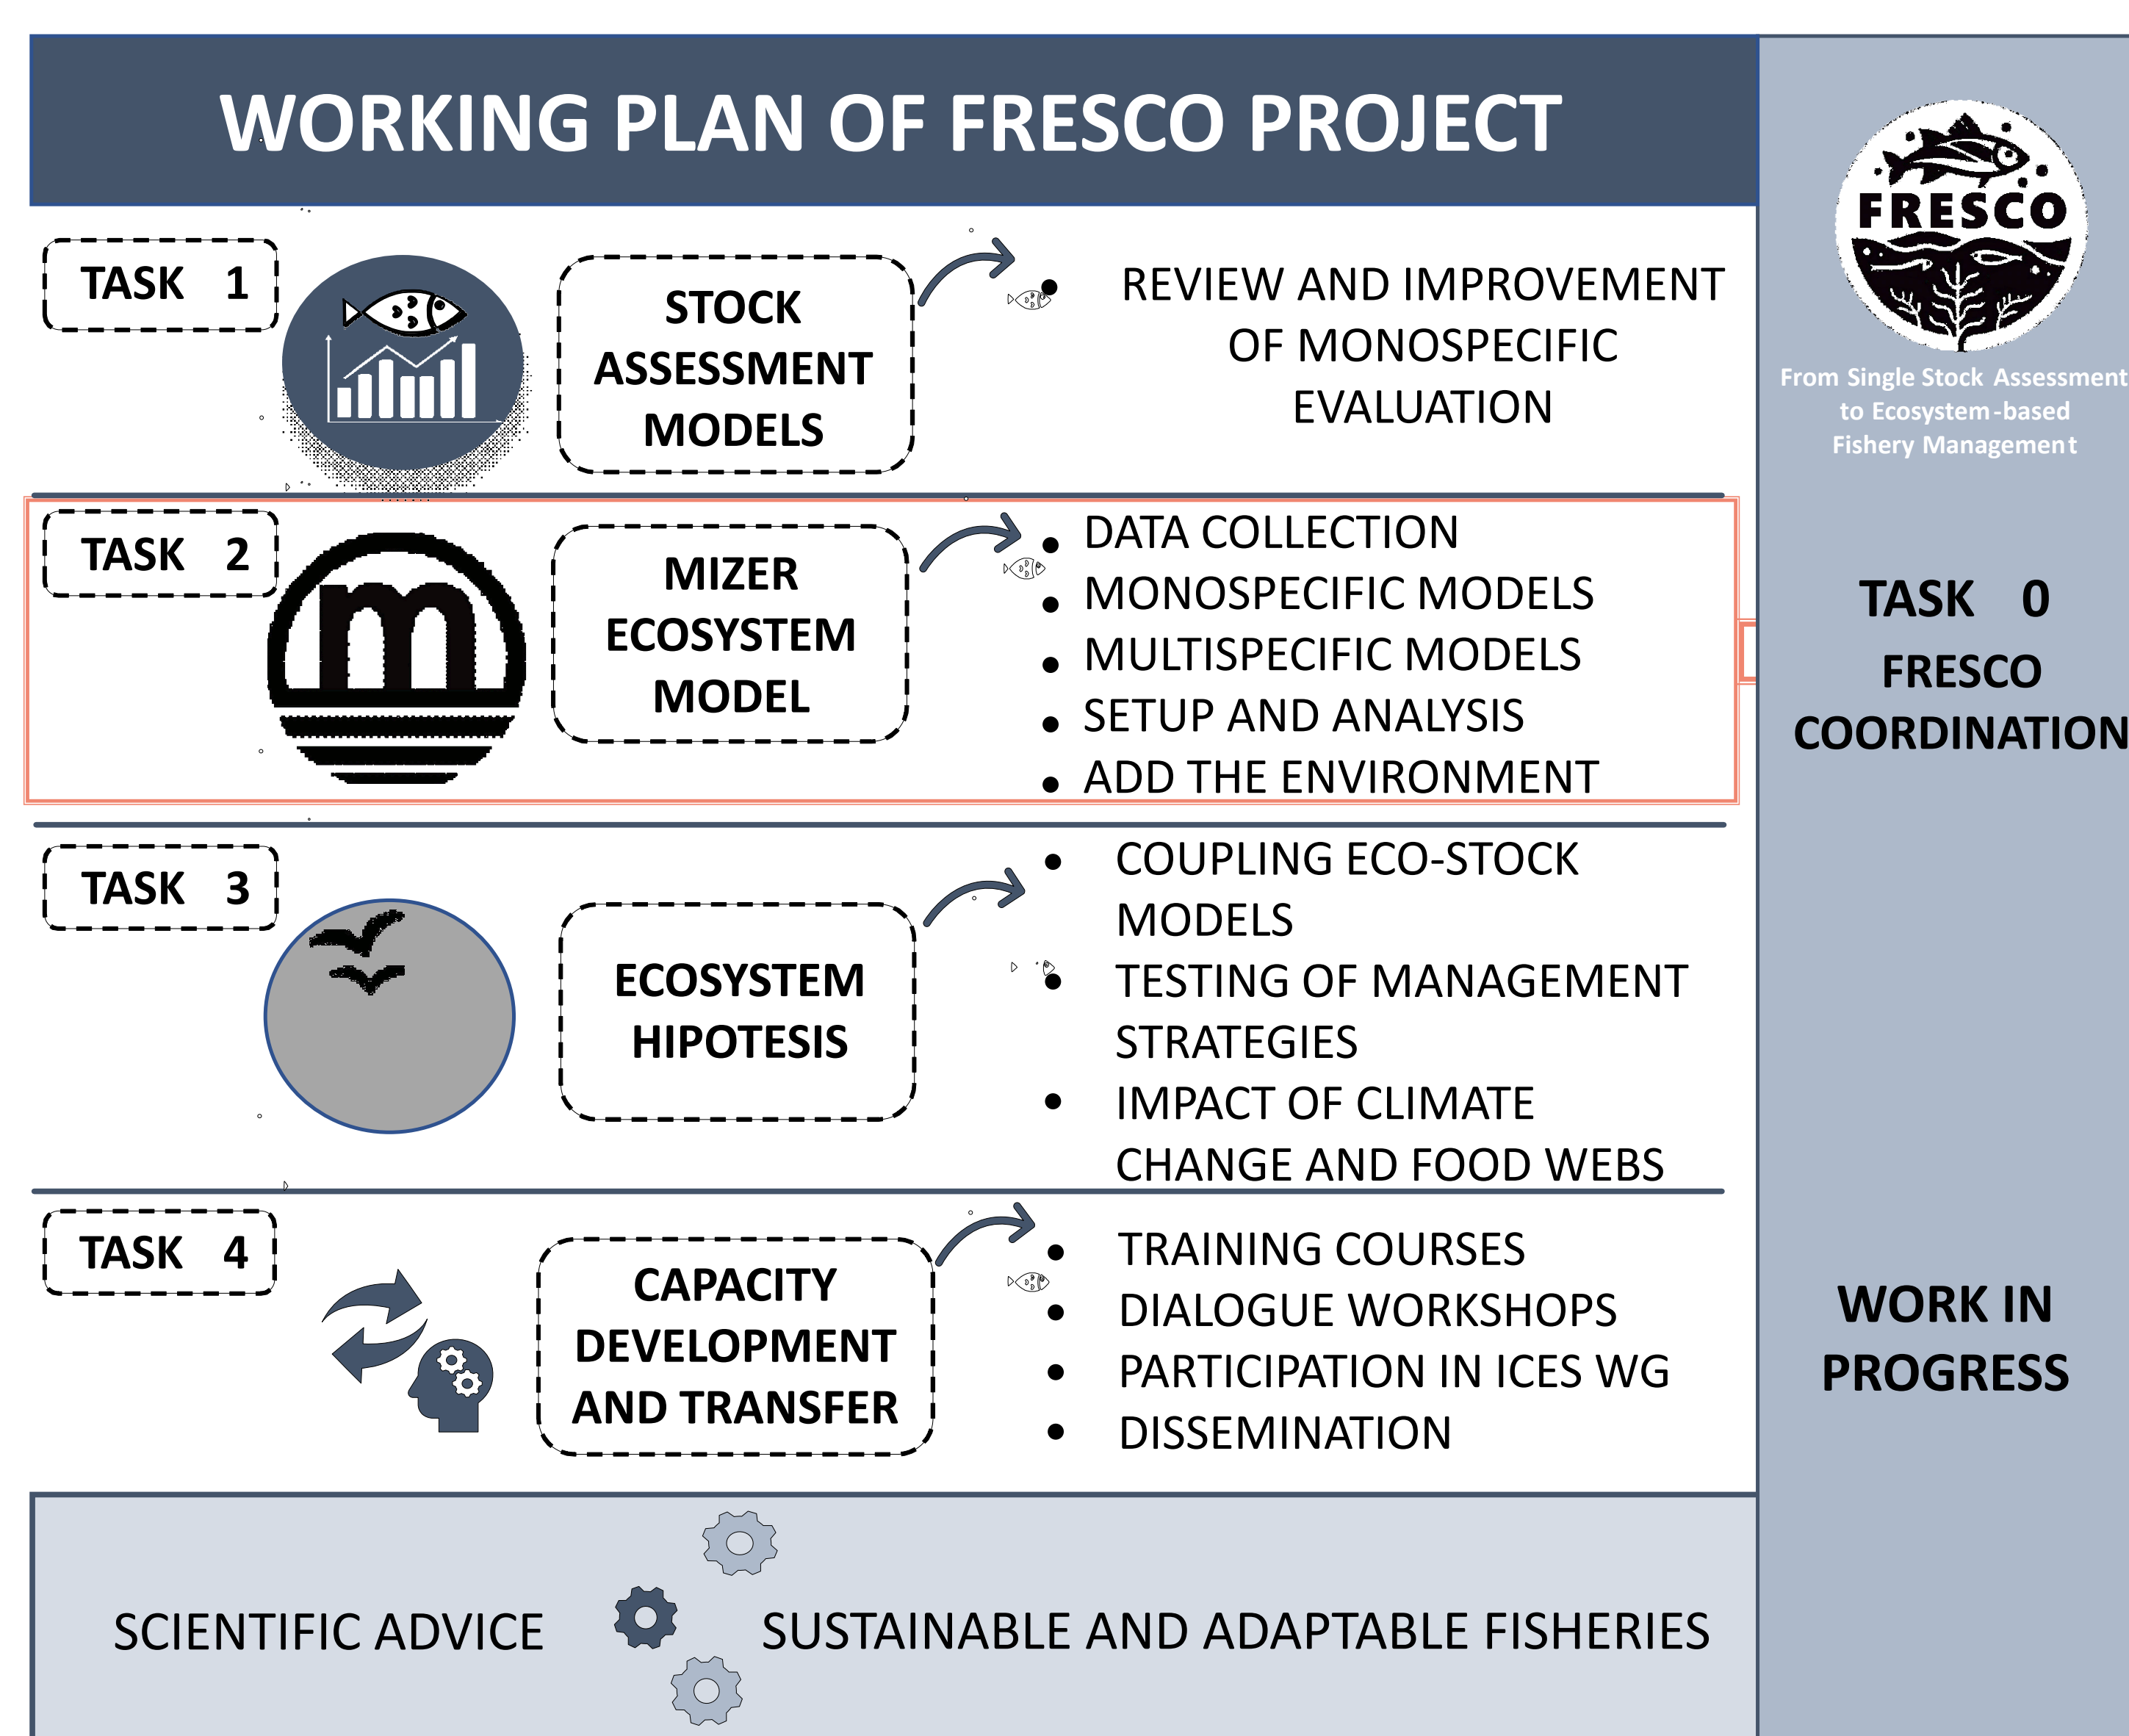 WORKING PLAN OF FRESCO PROJECT
TASK 1
STOCK
ASSESSMENT
MODELS
REVIEW AND IMPROVEMENT
OF MONOSPECIFIC
EVALUATION
TASK 2
m
MIZER
ECOSYSTEM
MODEL
DATA COLLECTION
MONOSPECIFIC MODELS
MULTISPECIFIC MODELS
SETUP AND ANALYSIS
ADD THE ENVIRONMENT
TASK 3
ECOSYSTEM
HIPOTESIS
COUPLING ECO-STOCK
MODELS
TESTING OF MANAGEMENT
STRATEGIES
IMPACT OF CLIMATE
CHANGE AND FOOD WEBS
TASK 4
CAPACITY
DEVELOPMENT
AND TRANSFER
TRAINING COURSES
DIALOGUE WORKSHOPS
PARTICIPATION IN ICES WG
DISSEMINATION
SCIENTIFIC ADVICE
SUSTAINABLE AND ADAPTABLE FISHERIES
FRESCO
From Single Stock Assessment
to Ecosystem-based
Fishery Management
TASK 0
FRESCO
COORDINATION
WORK IN
PROGRESS